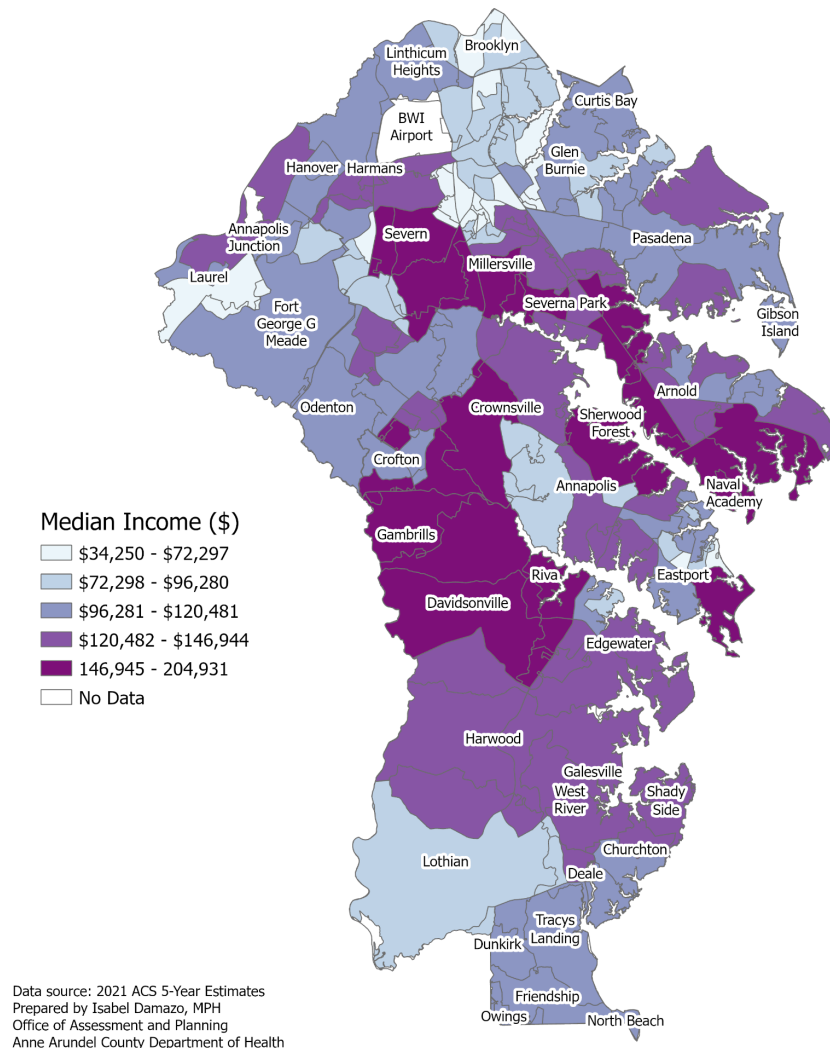 Brooklyn
Linthicum
Heights
Curtis Bay
BWI
Airport
Glen
Burnie
Hanover
Harmans
Annapolis
Junction
Severn
Pasadena
Millersville
Laurel
Severna Park
Fort
George G
Meade
Gibson
Island
Arnold
Odenton
Crownsville
Sherwood
Forest
Crofton
Annapolis
Naval
Academy
Median Income ($)
$34,250 - $72,297
$72,298 - $96,280
$96,281 - $120,481
$120,482 - $146,944
146,945 - 204,931
No Data
Gambrills
Riva
Eastport
Davidsonville
Edgewater
Harwood
Galesville
West
River
Shady
Side
Churchton
Lothian
Deale
Tracys
Landing
Dunkirk
Friendship
Owings
North Beach
Data source: 2021 ACS 5-Year Estimates
Prepared by Isabel Damazo, MPH
Office of Assessment and Planning
Anne Arundel County Department of Health